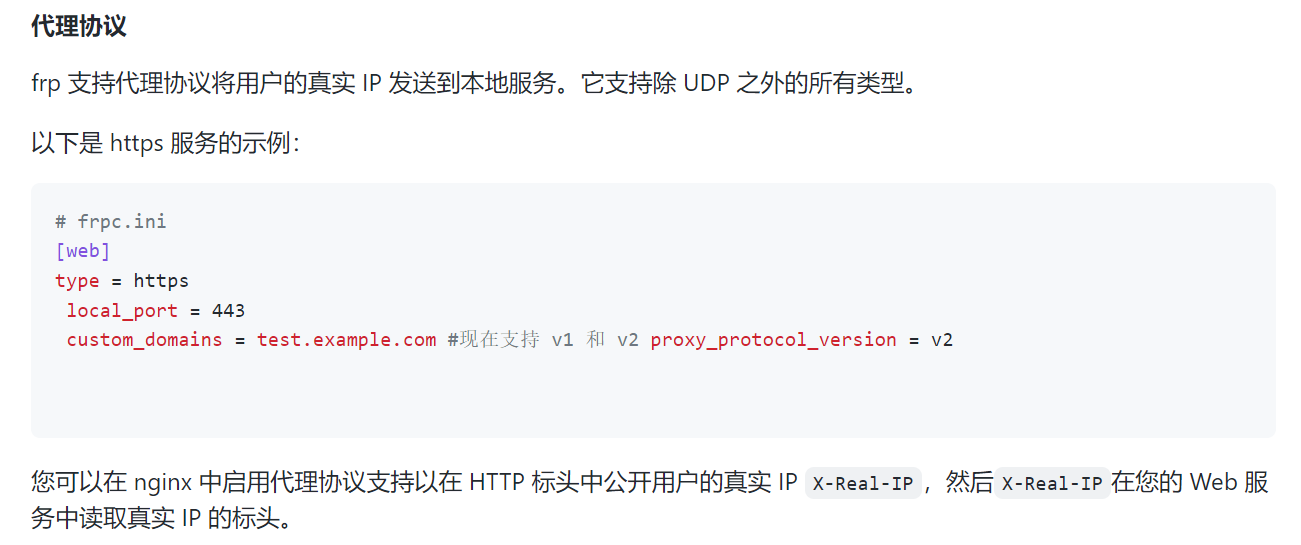 代理协议
frp 支持代理协议将用户的真实 IP 发送到本地服务。它支持除 UDP 之外的所有类型。
以下是 https 服务的示例：
# frpc.ini
[web]
type = https
local_port = 443
custom_domains = test.example.com #现在支持 v1 和 v2 proxy_protocol_version = v2
您可以在 nginx 中启用代理协议支持以在 HTTP 标头中公开用户的真实 IP X-Real-IP，然后X-Real-IP在您的 Web 服
务中读取真实 IP 的标头。